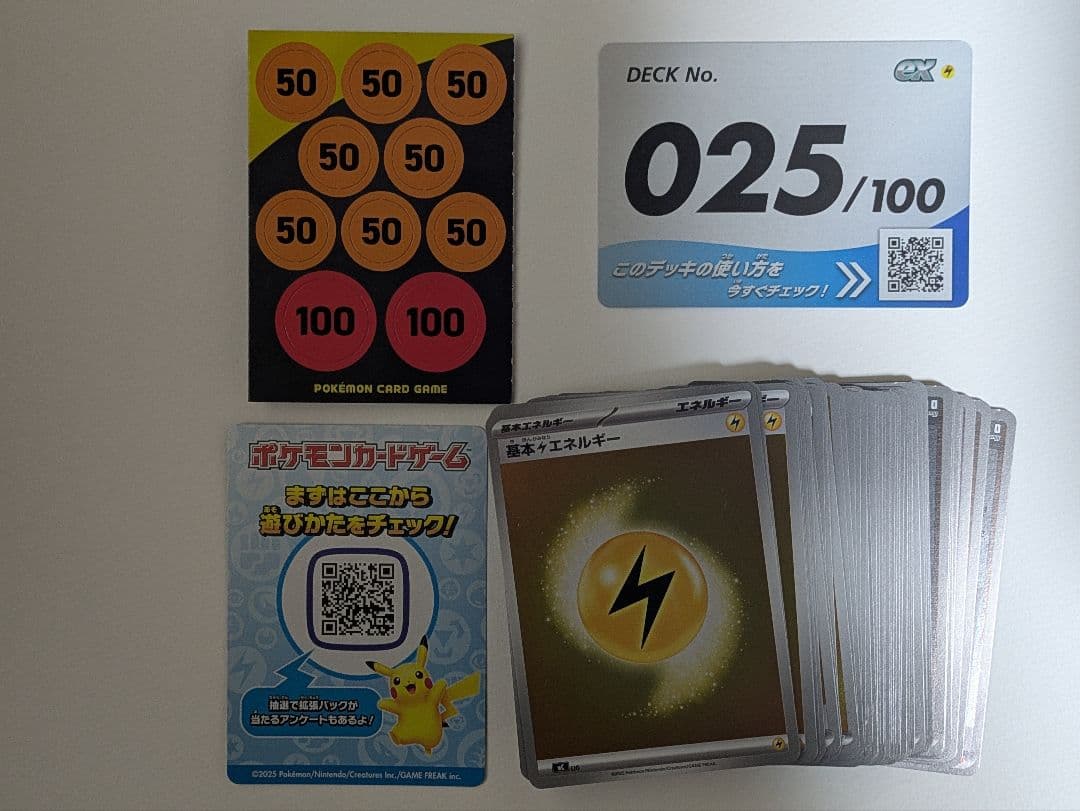 50 50 50
50 50
50 50 50
100 100
POKÉMON CARD GAME
DECK No.
ex
025/100
このデッキの使い方を
今すぐチェック!
ポケモンカードゲーム
まずはここから
遊びかたをチェック!
抽選で拡張パックが
当たるアンケートもあるよ!
©2025 Pokémon/Nintendo/Creatures Inc./GAME FREAK inc.
基本エネルギー
エネルギー
基本エネルギー
ギー